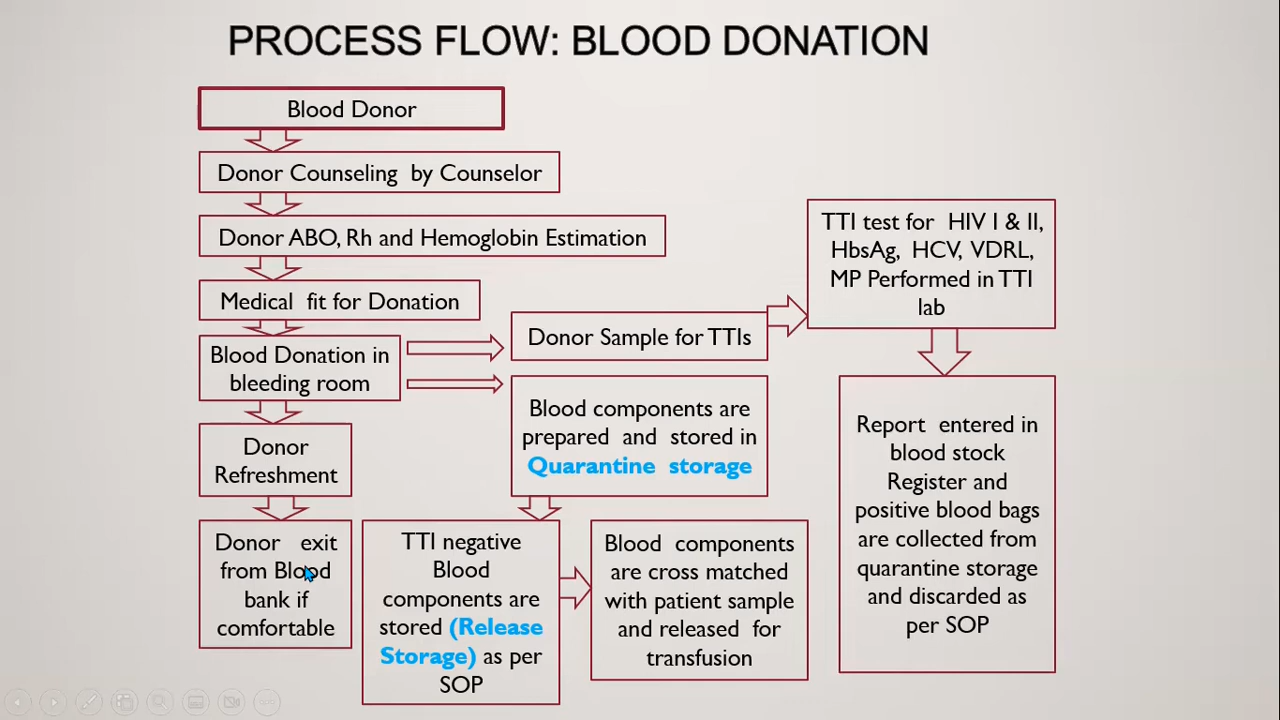 PROCESS FLOW: BLOOD DONATION
Blood Donor
Donor Counseling by Counselor
Donor ABO, Rh and Hemoglobin Estimation
Medical fit for Donation
Blood Donation in
bleeding room
Donor
Refreshment
Donor exit
from Blood
bank if
comfortable
Donor Sample for TTIs
Blood components are
prepared and stored in
Quarantine storage
TTI negative
Blood
components are
stored (Release
Storage) as per
SOP
Blood components
are cross matched
with patient sample
and released for
transfusion
TTI test for HIV I & II,
HbsAg, HCV, VDRL,
MP Performed in TTI
lab
Report entered in
blood stock
Register and
positive blood bags
are collected from
quarantine storage
and discarded as
per SOP